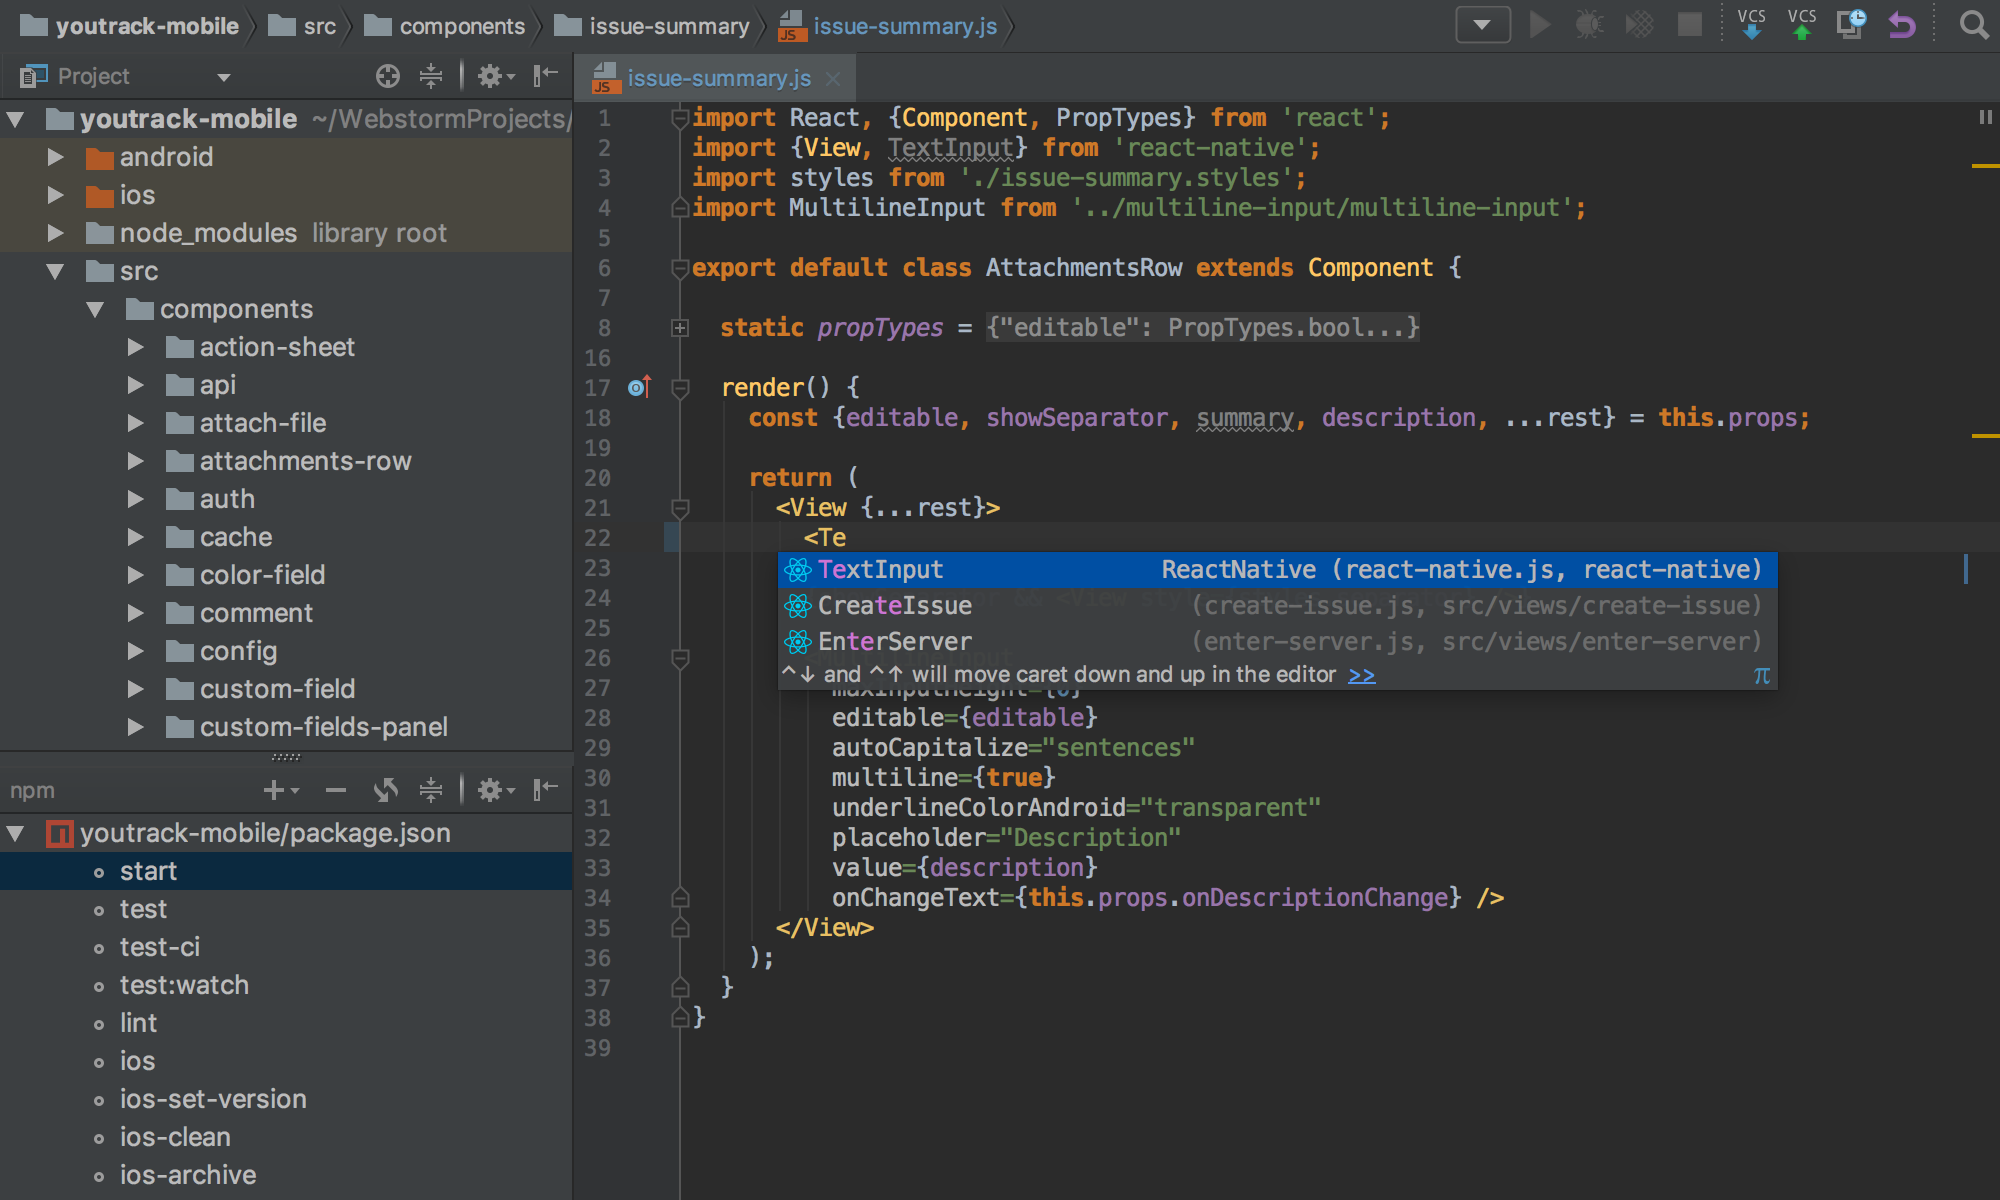 youtrack-mobile src components issue-summary issue-summary.js
VCS VCS
Project
youtrack-mobile ~/WebstormProjects/
android
ios
node_modules library root
src
components
action-sheet
api
attach-file
attachments-row
auth
cache
color-field
comment
config
custom-field
custom-fields-panel
npm
youtrack-mobile/package.json
start
test
test-ci
test:watch
lint
ios
ios-set-version
ios-clean
ios-archive
JS issue-summary.js
1 import React, {Component, PropTypes} from 'react';
2 import {View, TextInput} from 'react-native';
3 import styles from './issue-summary.styles';
4 import MultilineInput from '../multiline-input/multiline-input';
5
6 export default class AttachmentsRow extends Component {
7
8 static propTypes = {"editable": PropTypes.bool...}
16
17 render() {
18 const {editable, showSeparator, summary, description, ...rest} = this.props;
19
20 return (
21 <View {...rest}>
22 <Te
23
24
25
26
27 maxInputHeight={0}
28 editable={editable}
29 autoCapitalize="sentences"
30 multiline={true}
31 underlineColorAndroid="transparent"
32 placeholder="Description"
33 value={description}
34 onChangeText={this.props.onDescriptionChange} />
35 </View>
36 );
37 }
38 }
39
TextInput ReactNative (react-native.js, react-native)
CreateIssue (create-issue.js, src/views/create-issue)
EnterServer (enter-server.js, src/views/enter-server)
^↓ and ^↑ will move caret down and up in the editor >> π